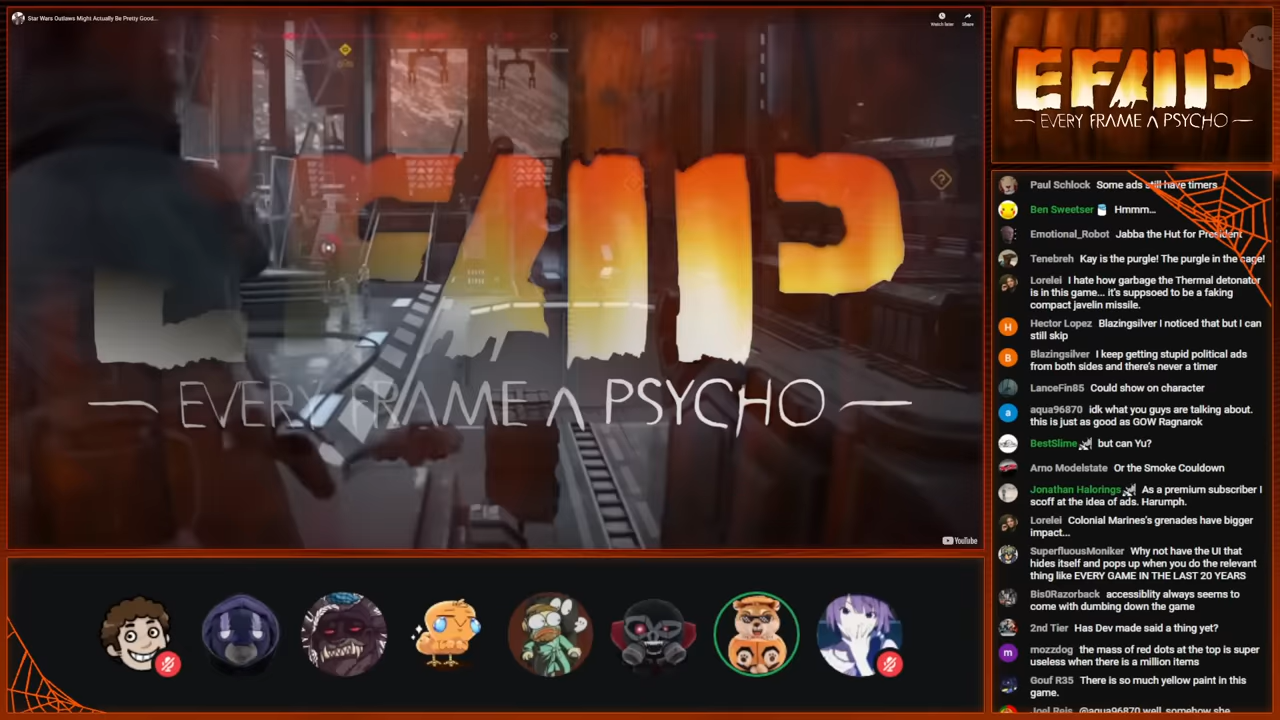 Star Wars Outlaws Might Actually Be Pretty Good...
Watch later
Share
EFAP
EVERY FRAME A PSYCHO
YouTube
EFAP
EVERY FRAME A PSYCHO
Paul Schlock Some ads still have timers
Ben Sweetser Hmmm...
Emotional_Robot Jabba the Hut for President
Tenebreh Kay is the purgle! The purgle in the cage!
Lorelei I hate how garbage the Thermal detonator
is in this game... it's suppsoed to be a faking
compact javelin missile.
Hector Lopez Blazingsilver I noticed that but I can
still skip
Blazingsilver I keep getting stupid political ads
from both sides and there's never a timer
LanceFin85 Could show on character
aqua96870 idk what you guys are talking about.
this is just as good as GOW Ragnarok
BestSlime but can Yu?
Arno Modelstate Or the Smoke Couldown
Jonathan Halorings As a premium subscriber I
scoff at the idea of ads. Harumph.
Lorelei Colonial Marines's grenades have bigger
impact...
SuperfluousMoniker Why not have the UI that
hides itself and pops up when you do the relevant
thing like EVERY GAME IN THE LAST 20 YEARS
Bis0Razorback accessiblity always seems to
come with dumbing down the game
2nd Tier Has Dev made said a thing yet?
mozzdog the mass of red dots at the top is super
useless when there is a million items
Gouf R35 There is so much yellow paint in this
game.
Joel Reis @aqua96870 well, somehow she